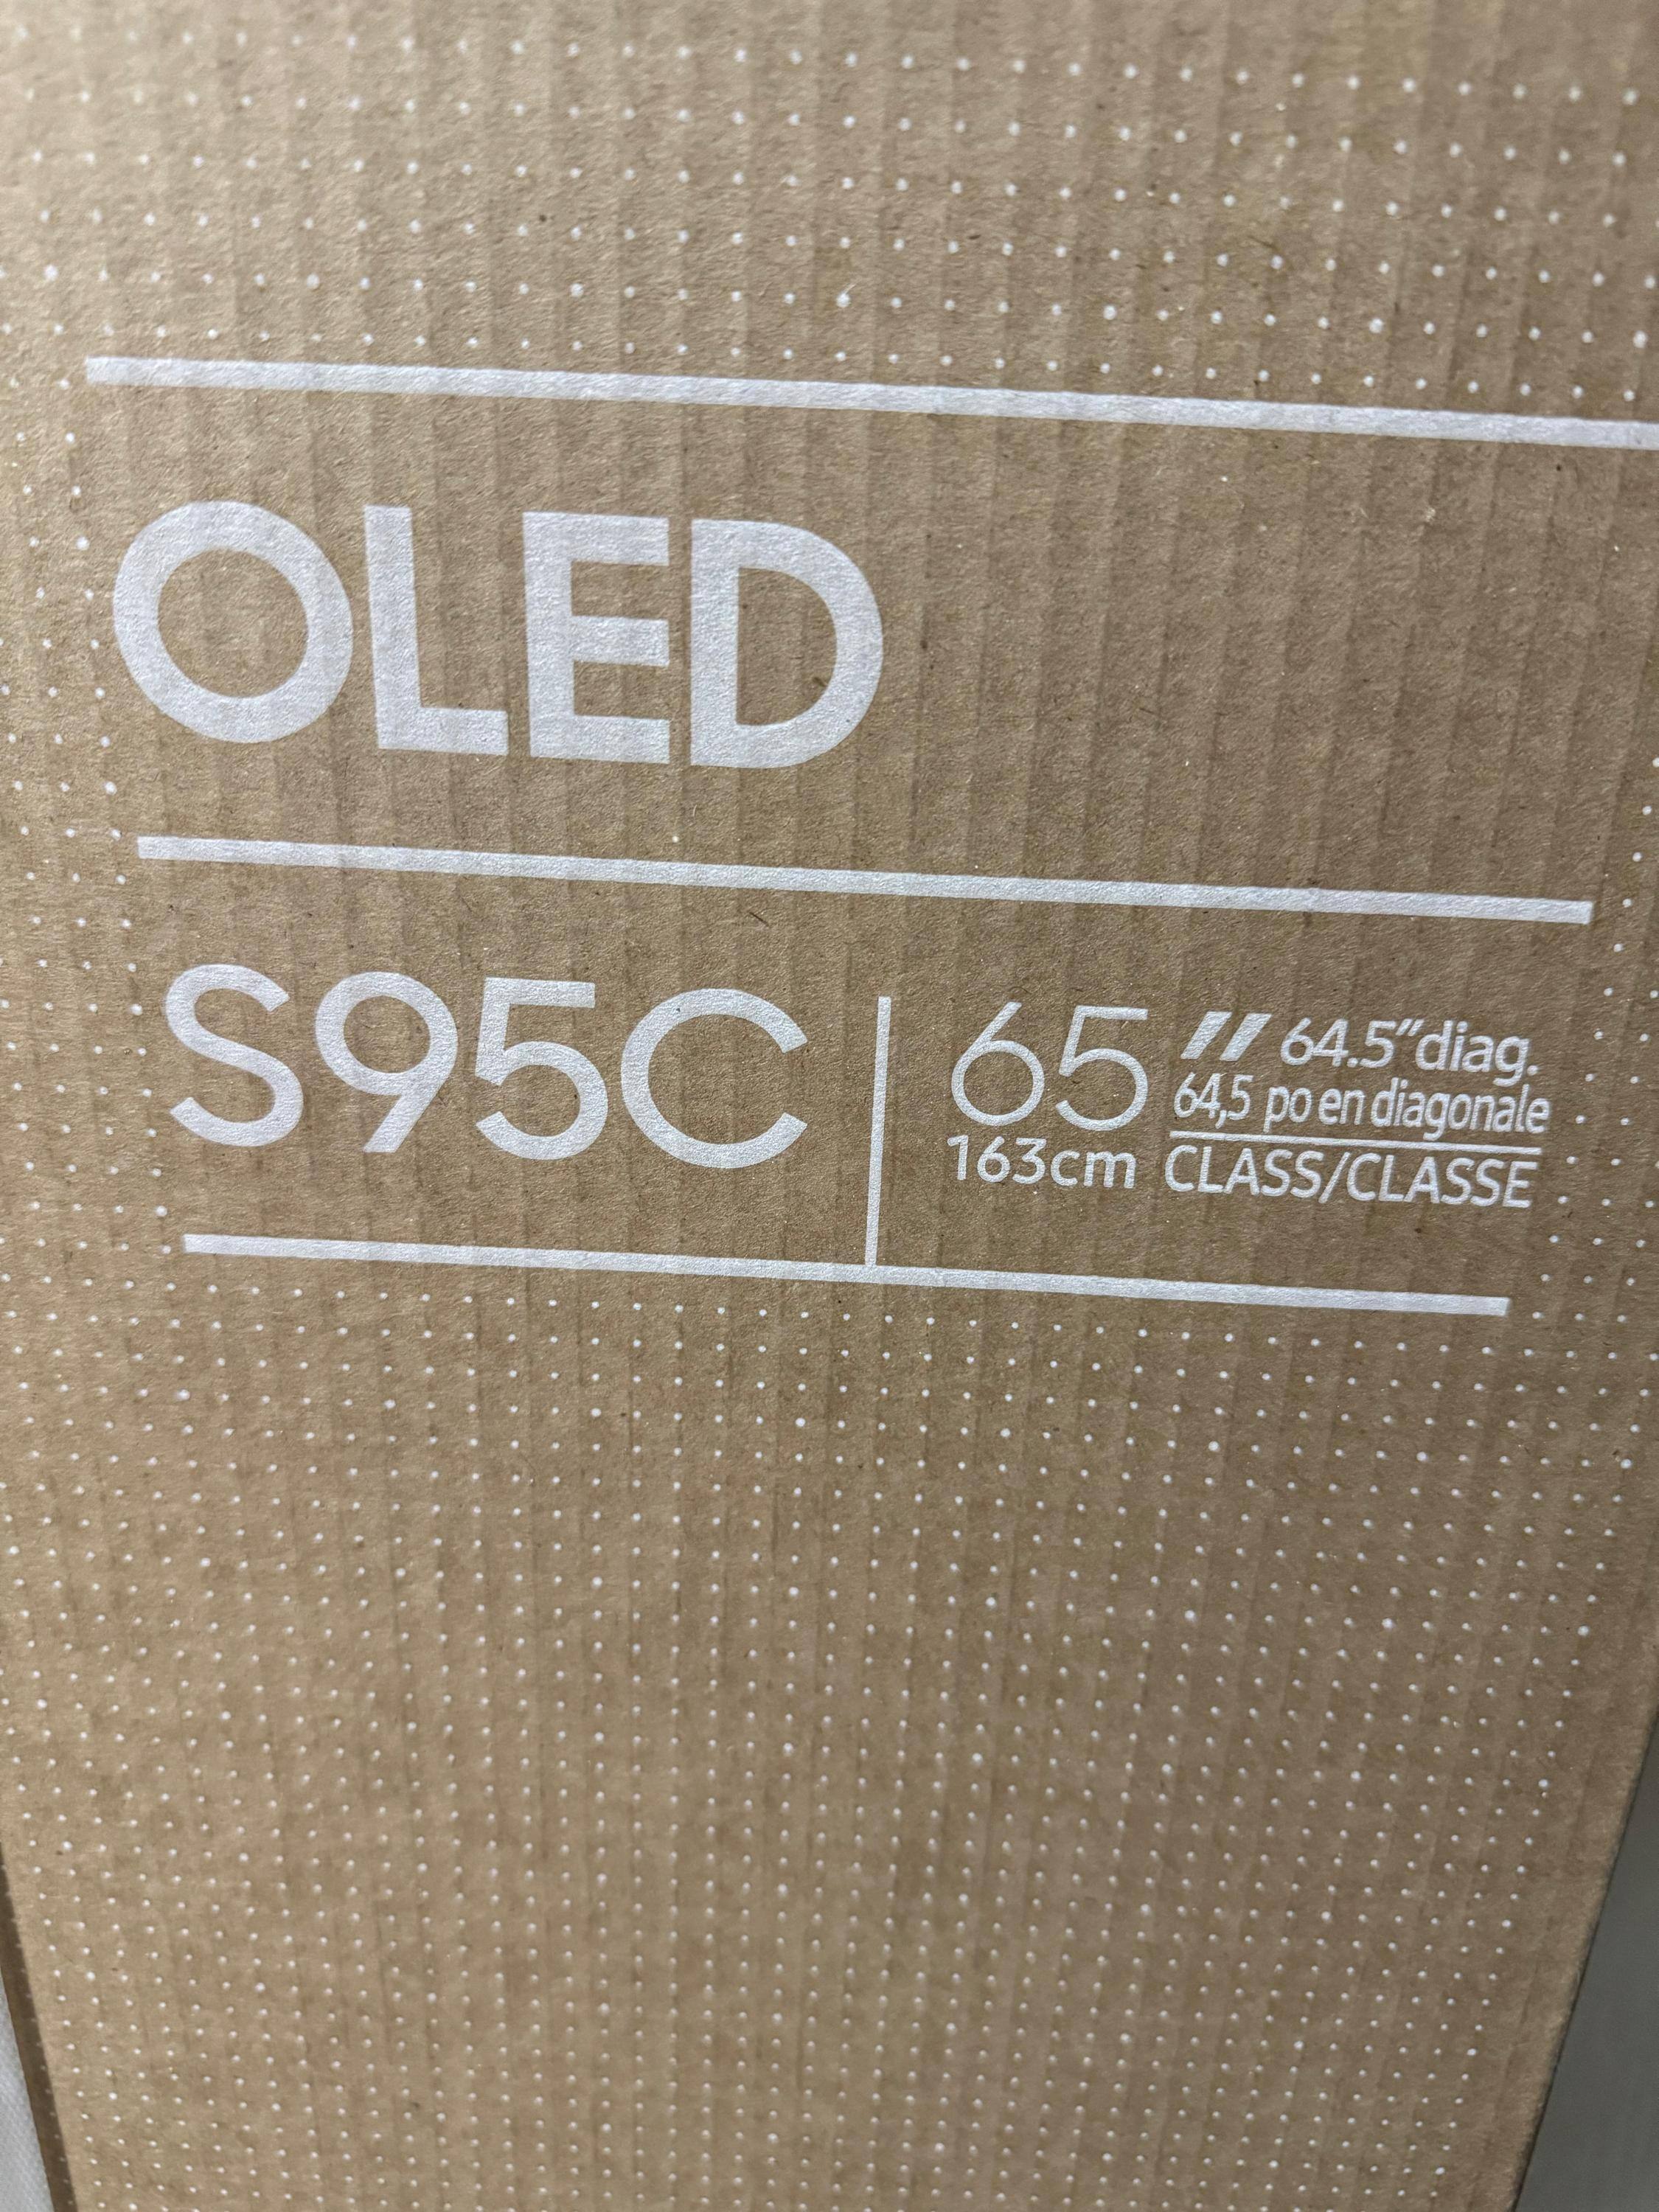 OLED
S95C
65″ 64.5″diag.
64,5 po en diagonale
163cm CLASS/CLASSE